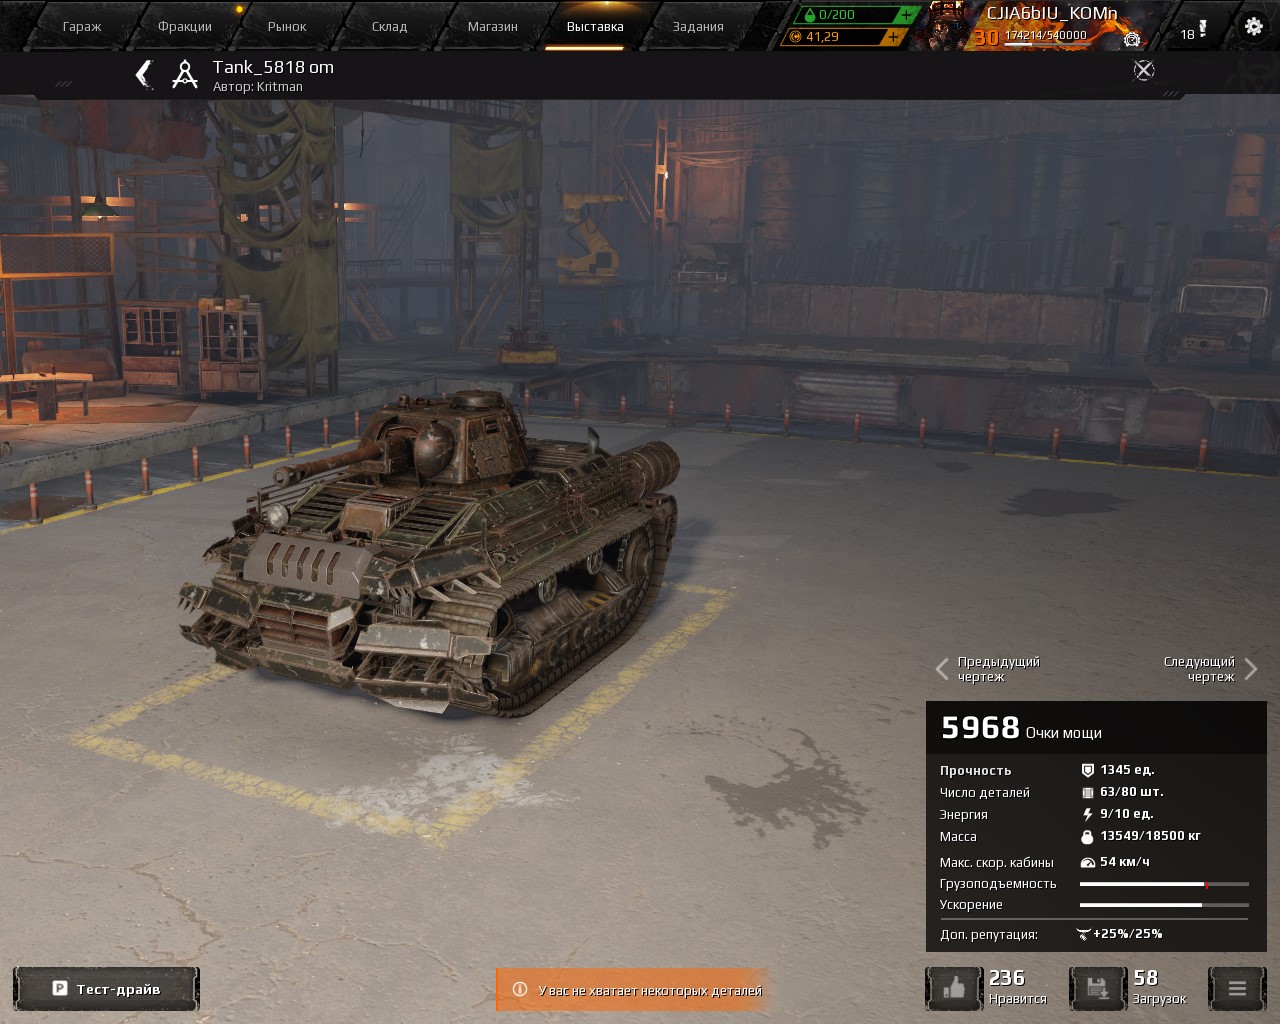 Гараж
Фракции
Рынок
Склад
Магазин
Выставка
Задания
0/200
41,29
CJIA6bIU_KOMn
30 174214/540000
18
Tank_5818 om
Автор: Kritman
Предыдущий
чертеж
Следующий
чертеж
5968 Очки мощи
Прочность 1345 ед.
Число деталей 63/80 шт.
Энергия 9/10 ед.
Масса 13549/18500 кг
Макс. скор. кабины 54 км/ч
Грузоподъемность
Ускорение
Доп. репутация: +25%/25%
P Тест-драйв
У вас не хватает некоторых деталей
236
Нравится
58
Загрузок